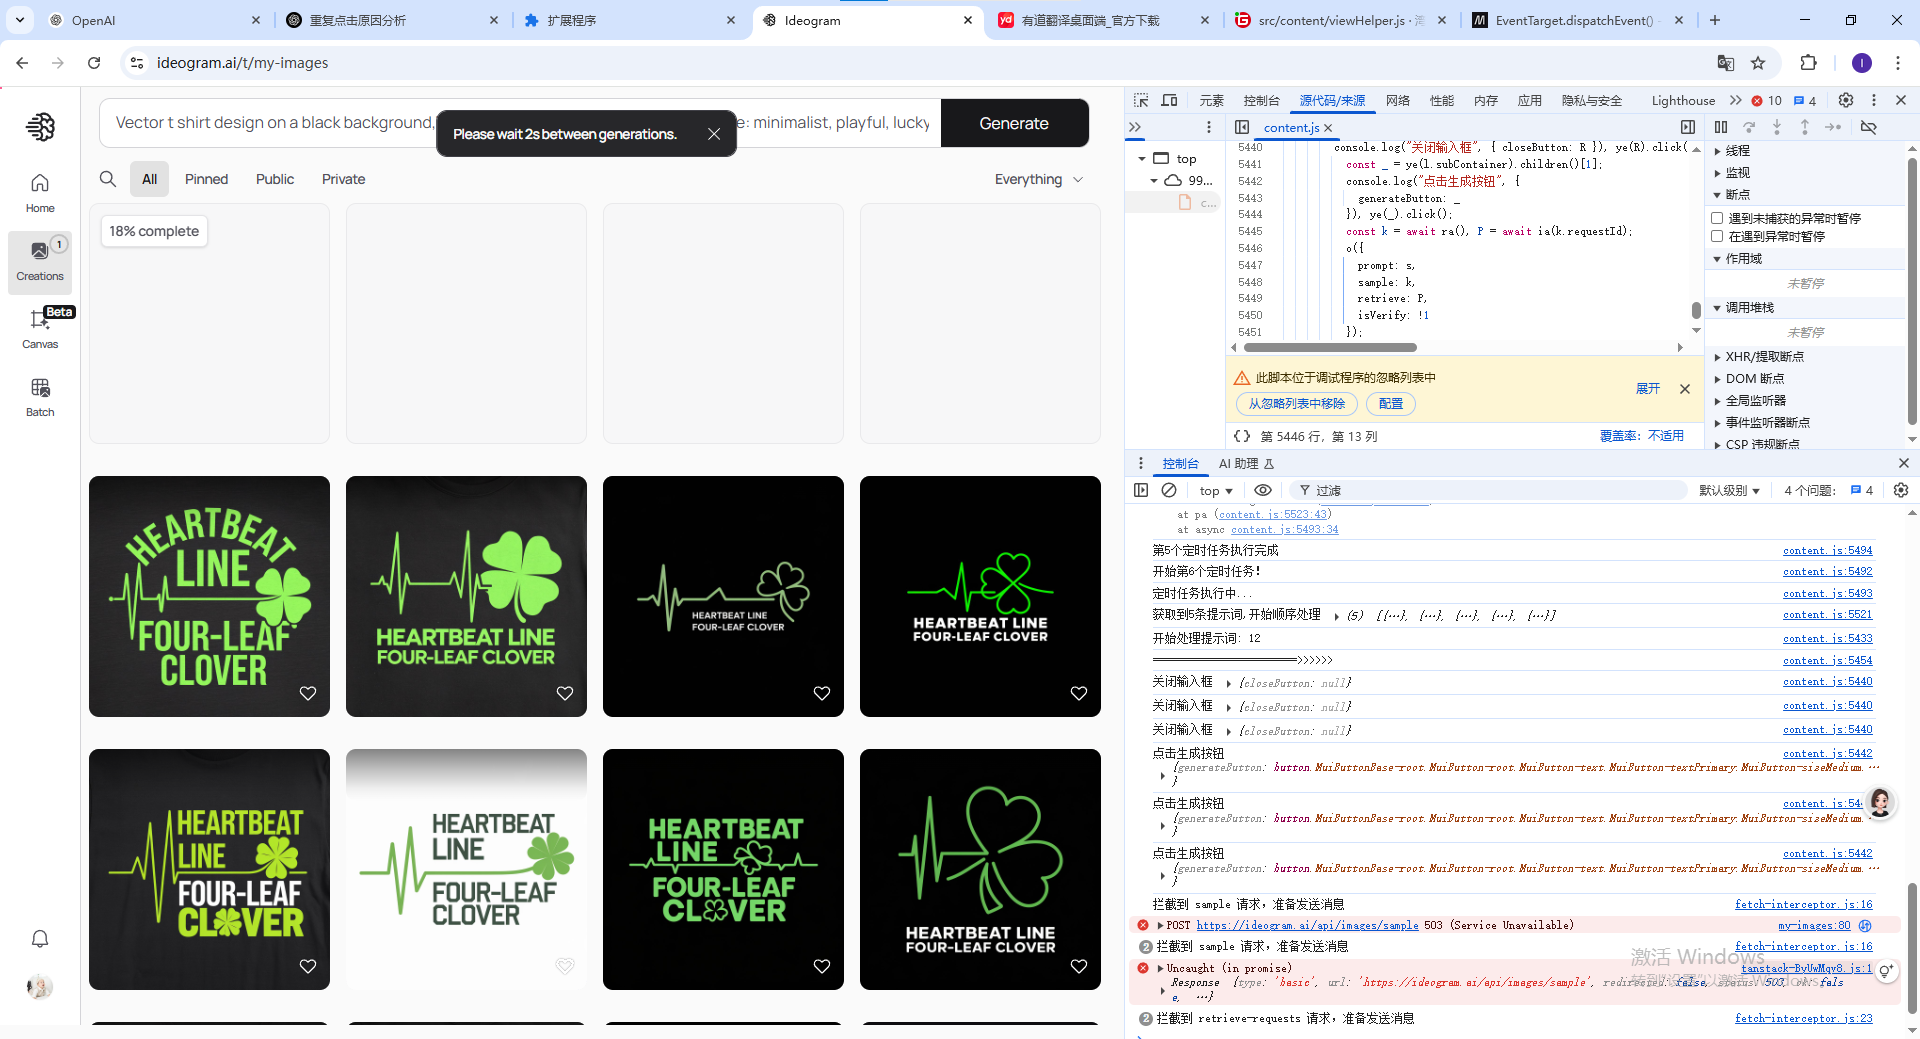 OpenAI
重复点击原因分析
扩展程序
Ideogram
有道翻译桌面端_官方下载
src/content/viewHelper.js ·
EventTarget.dispatchEvent()
ideogram.ai/t/my-images
Vector t shirt design on a black background,
e: minimalist, playful, lucky
Generate
Please wait 2s between generations.
All
Pinned
Public
Private
Everything
Home
1
Creations
Beta
Canvas
Batch
18% complete
HEARTBEAT
LINE
FOUR-LEAF
CLOVER
HEARTBEAT LINE
FOUR-LEAF CLOVER
HEARTBEAT LINE
FOUR-LEAF CLOVER
HEARTBEAT LINE
FOUR-LEAF CLOVER
HEARTBEAT
LINE
FOUR-LEAF
CLOVER
HEARTBEAT
LINE
FOUR-LEAF
CLOVER
HEARTBEAT
LINE
FOUR-LEAF
CLOVER
HEARTBEAT LINE
FOUR-LEAF CLOVER
元素
控制台
源代码/来源
网络
性能
内存
应用
隐私与安全
Lighthouse
10
4
top
99...
c...
content.js
5440 console.log("关闭输入框", { closeButton: R }), ye(R).click(
5441 const _ = ye(l.subContainer).children()[1];
5442 console.log("点击生成按钮", {
5443 generateButton: _
5444 }), ye(_).click();
5445 const k = await ra(), P = await ia(k.requestId);
5446 o({
5447 prompt: s,
5448 sample: k,
5449 retrieve: P,
5450 isVerify: !1
5451 });
此脚本位于调试程序的忽略列表中
展开
从忽略列表中移除
配置
{} 第 5446 行，第 13 列
覆盖率：不适用
线程
监视
断点
遇到未捕获的异常时暂停
在遇到异常时暂停
作用域
未暂停
调用堆栈
未暂停
XHR/提取断点
DOM 断点
全局监听器
事件监听器断点
CSP 违规断点
控制台
AI 助理
top
过滤
默认级别
4 个问题：
4
at pa (content.js:5523:43)
at async content.js:5493:34
第5个定时任务执行完成 content.js:5494
开始第6个定时任务! content.js:5492
定时任务执行中... content.js:5493
获取到5条提示词,开始顺序处理 (5) [{…}, {…}, {…}, {…}, {…}] content.js:5521
开始处理提示词: 12 content.js:5433
content.js:5454
关闭输入框 {closeButton: null} content.js:5440
关闭输入框 {closeButton: null} content.js:5440
关闭输入框 {closeButton: null} content.js:5440
点击生成按钮 content.js:5442
{generateButton: button.MuiButtonBase-root.MuiButton-root.MuiButton-text.MuiButton-textPrimary.MuiButton-sizeMedium.…
}
点击生成按钮 content.js:54
{generateButton: button.MuiButtonBase-root.MuiButton-root.MuiButton-text.MuiButton-textPrimary.MuiButton-sizeMedium.…
}
点击生成按钮 content.js:5442
{generateButton: button.MuiButtonBase-root.MuiButton-root.MuiButton-text.MuiButton-textPrimary.MuiButton-sizeMedium.…
}
拦截到 sample 请求，准备发送消息 fetch-interceptor.js:16
POST https://ideogram.ai/api/images/sample 503 (Service Unavailable) my-images:80
2 拦截到 sample 请求，准备发送消息 fetch-interceptor.js:16
Uncaught (in promise) tanstack-ByUwMqy8.js:1
Response {type: 'basic', url: 'https://ideogram.ai/api/images/sample', redirected: false, status: 503, ok: fals
e, …}
2 拦截到 retrieve-requests 请求，准备发送消息 fetch-interceptor.js:23
激活 Windows
转到"设置"以激活 Windows。